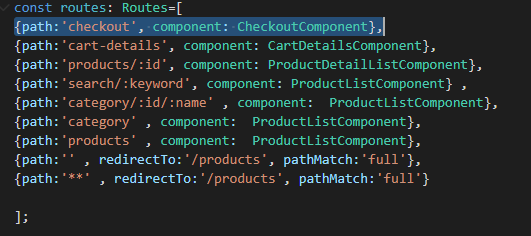 const routes: Routes=[
{path:'checkout', component: CheckoutComponent},
{path:'cart-details', component: CartDetailsComponent},
{path:'products/:id', component: ProductDetailListComponent},
{path:'search/:keyword', component: ProductListComponent} ,
{path:'category/:id/:name' , component:  ProductListComponent},
{path:'category' , component:  ProductListComponent},
{path:'products' , component:  ProductListComponent},
{path:'' , redirectTo:'/products', pathMatch:'full'},
{path:'**' , redirectTo:'/products', pathMatch:'full'}
];